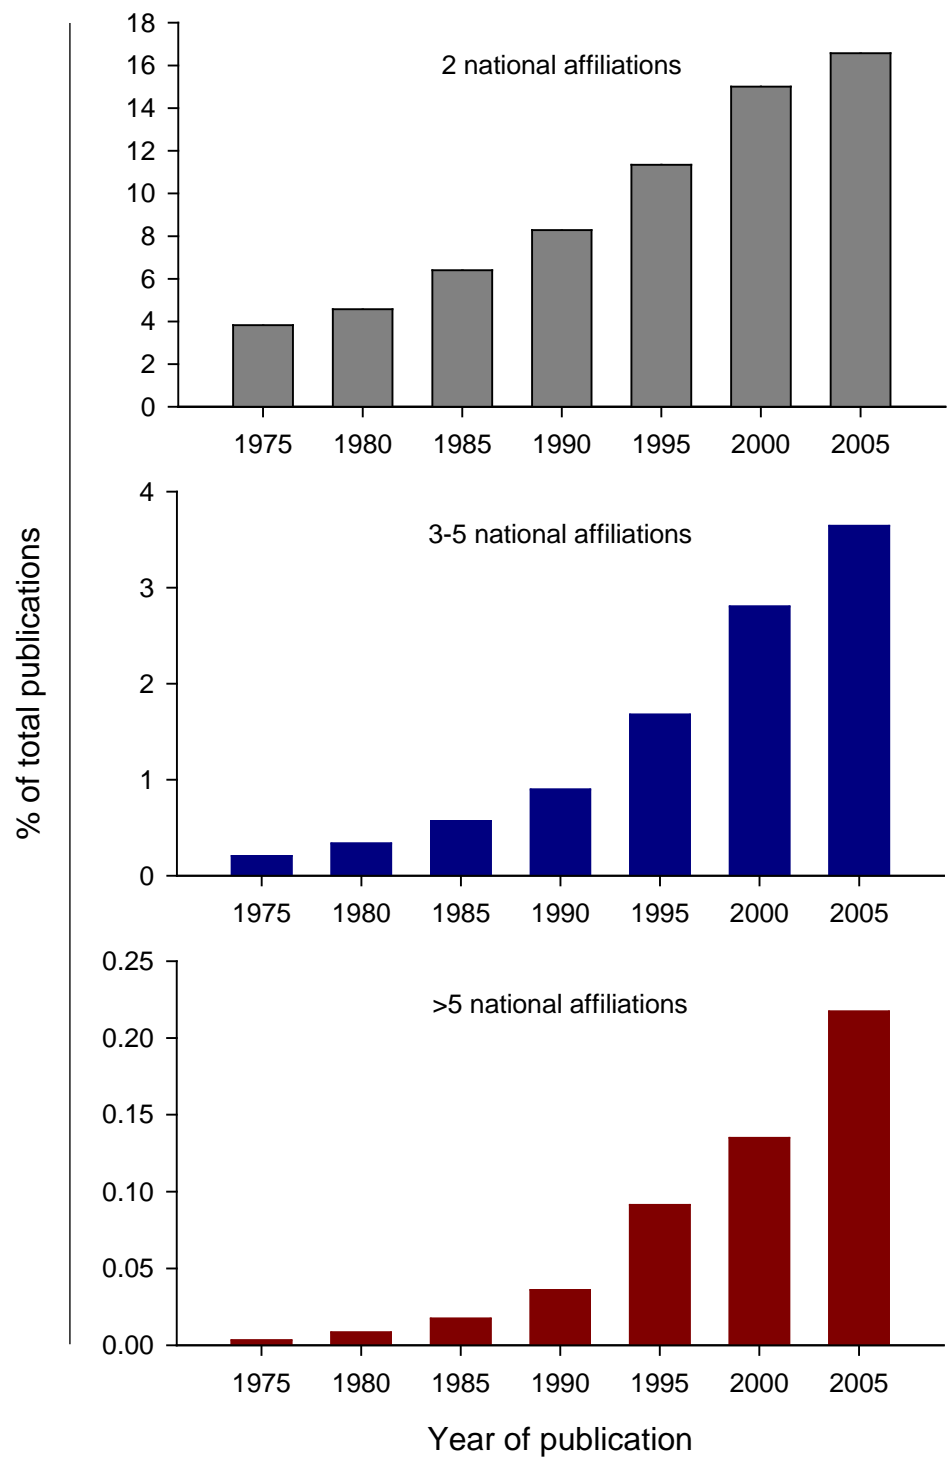 % of total publications
2 national affiliations
18
16
14
12
10
8
6
4
2
0
1975 1980 1985 1990 1995 2000 2005
3-5 national affiliations
4
3
2
1
0
1975 1980 1985 1990 1995 2000 2005
>5 national affiliations
0.25
0.20
0.15
0.10
0.05
0.00
1975 1980 1985 1990 1995 2000 2005
Year of publication